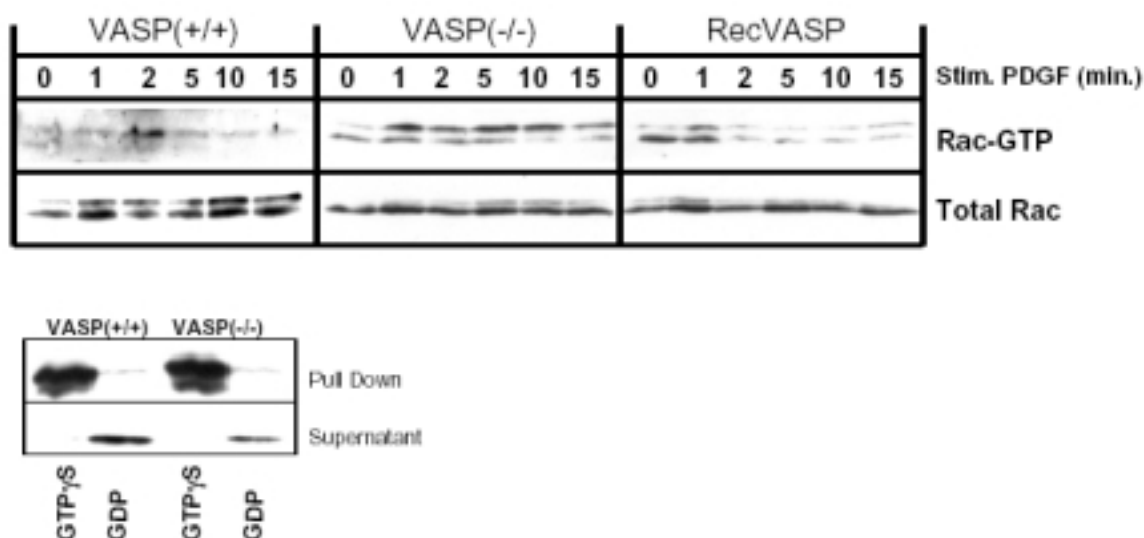 VASP(+/+) VASP(-/-) RecVASP
0 1 2 5 10 15 0 1 2 5 10 15 0 1 2 5 10 15 Stim. PDGF (min.)
Rac-GTP
Total Rac
VASP(+/+) VASP(-/-)
Pull Down
Supernatant
GTPγS GDP GTPγS GDP